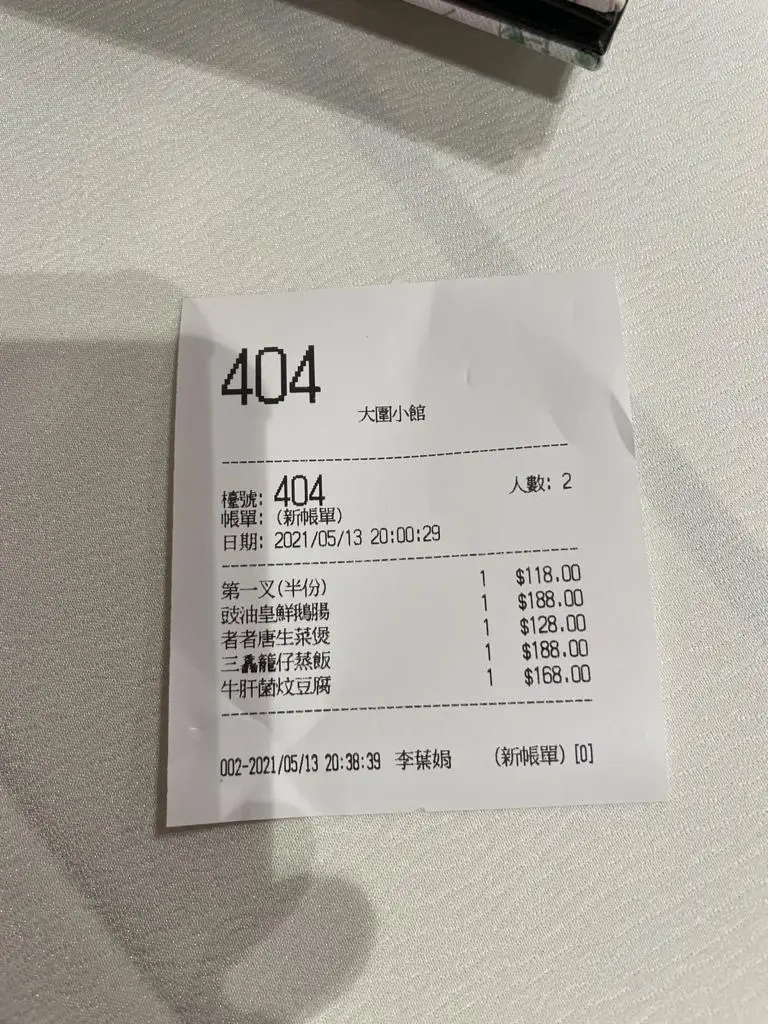 404
大圍小館
檯號: 404
人數: 2
帳單: (新帳單)
日期: 2021/05/13 20:00:29
第一叉(半份) 1 $118.00
豉油皇鮮鵝腸 1 $188.00
者者唐生菜煲 1 $128.00
三籠仔蒸飯 1 $188.00
牛肝菌炆豆腐 1 $168.00
002-2021/05/13 20:38:39 李葉娟 (新帳單) [0]